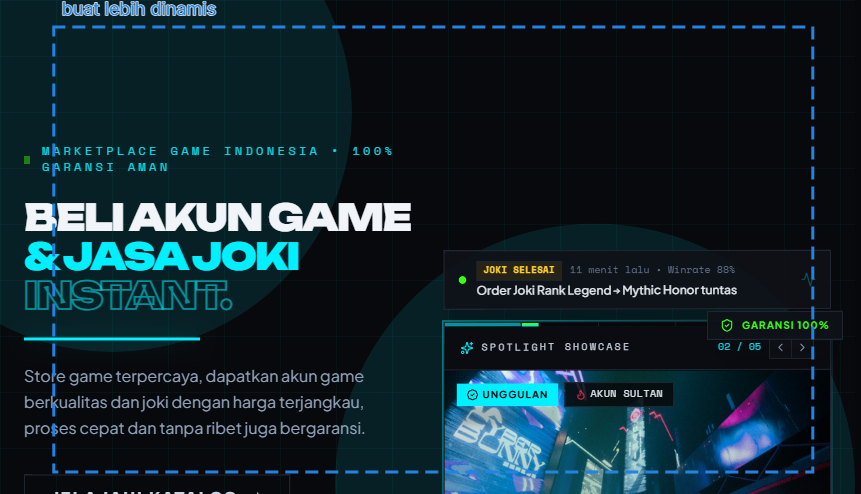 buat lebih dinamis
MARKETPLACE GAME INDONESIA • 100%
GARANSI AMAN
BELI AKUN GAME
& JASA JOKI
INSTANT.
Store game terpercaya, dapatkan akun game
berkualitas dan joki dengan harga terjangkau,
proses cepat dan tanpa ribet juga bergaransi.
JELAJAHI KATALOG
JOKI SELESAI 11 menit lalu • Winrate 88%
Order Joki Rank Legend → Mythic Honor tuntas
GARANSI 100%
SPOTLIGHT SHOWCASE 02 / 05
UNGGULAN AKUN SULTAN